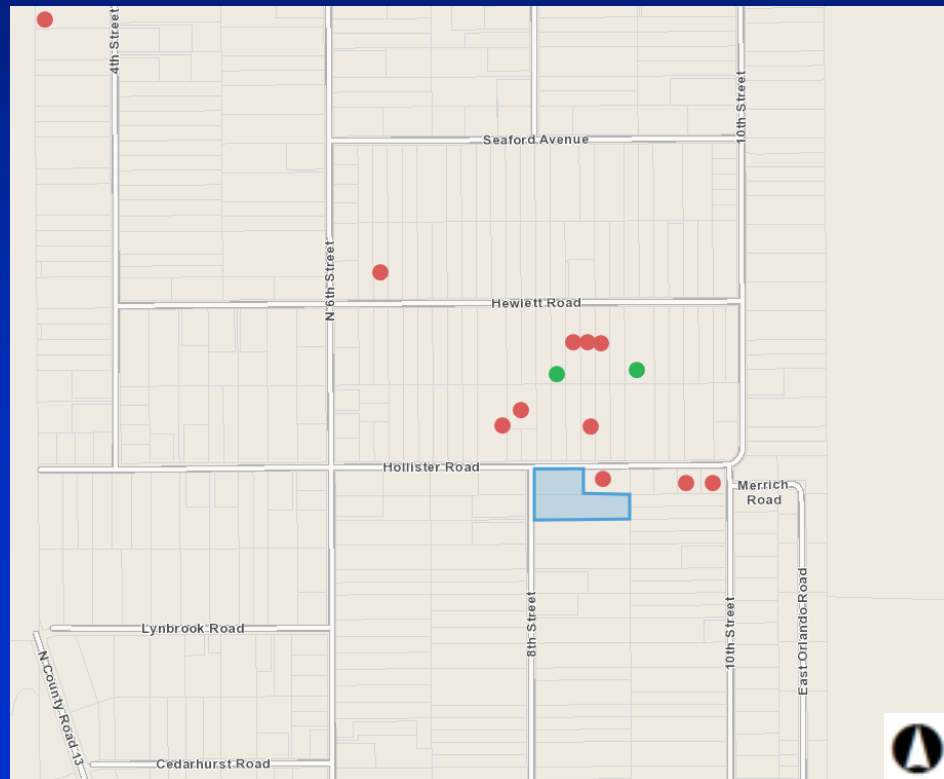 4th Street
10th Street
Seaford Avenue
N 6th Street
Hewlett Road
Hollister Road
Merrich
Road
8th Street
10th Street
East Orlando Road
Lynbrook Road
N County Road 13
Cedarhurst Road